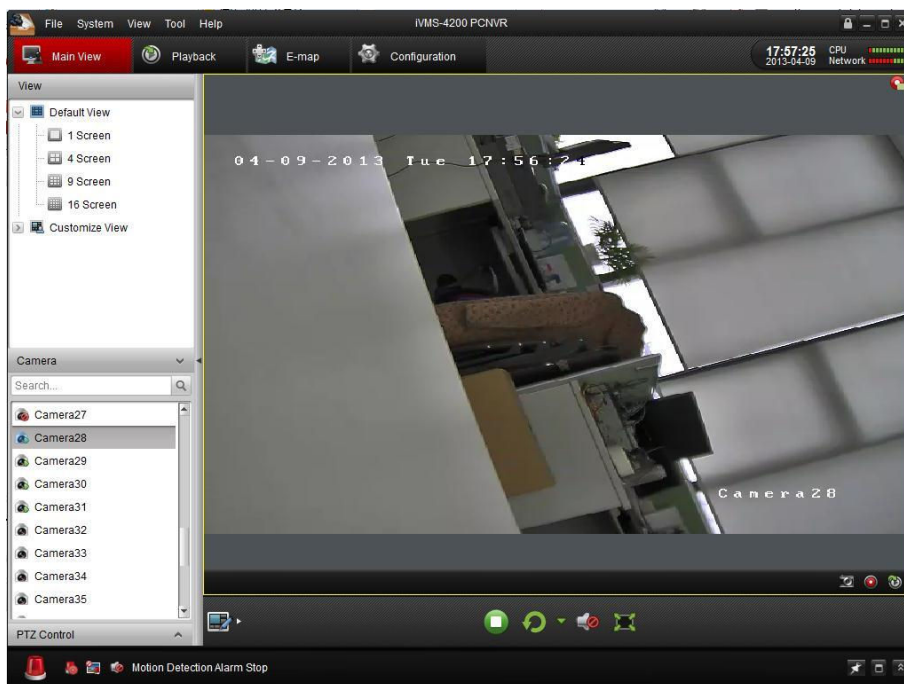 File System View Tool Help iVMS-4200 PCNVR
Main View Playback E-map Configuration
17:57:25 CPU
2013-04-09 Network
View
Default View
1 Screen
4 Screen
9 Screen
16 Screen
Customize View
04-09-2013 Tue 17:56:24
Camera
Search...
Camera27
Camera28
Camera29
Camera30
Camera31
Camera32
Camera33
Camera34
Camera35
Camera28
PTZ Control
Motion Detection Alarm Stop